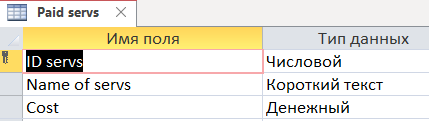 Paid servs
Имя поля Тип данных
ID servs Числовой
Name of servs Короткий текст
Cost Денежный